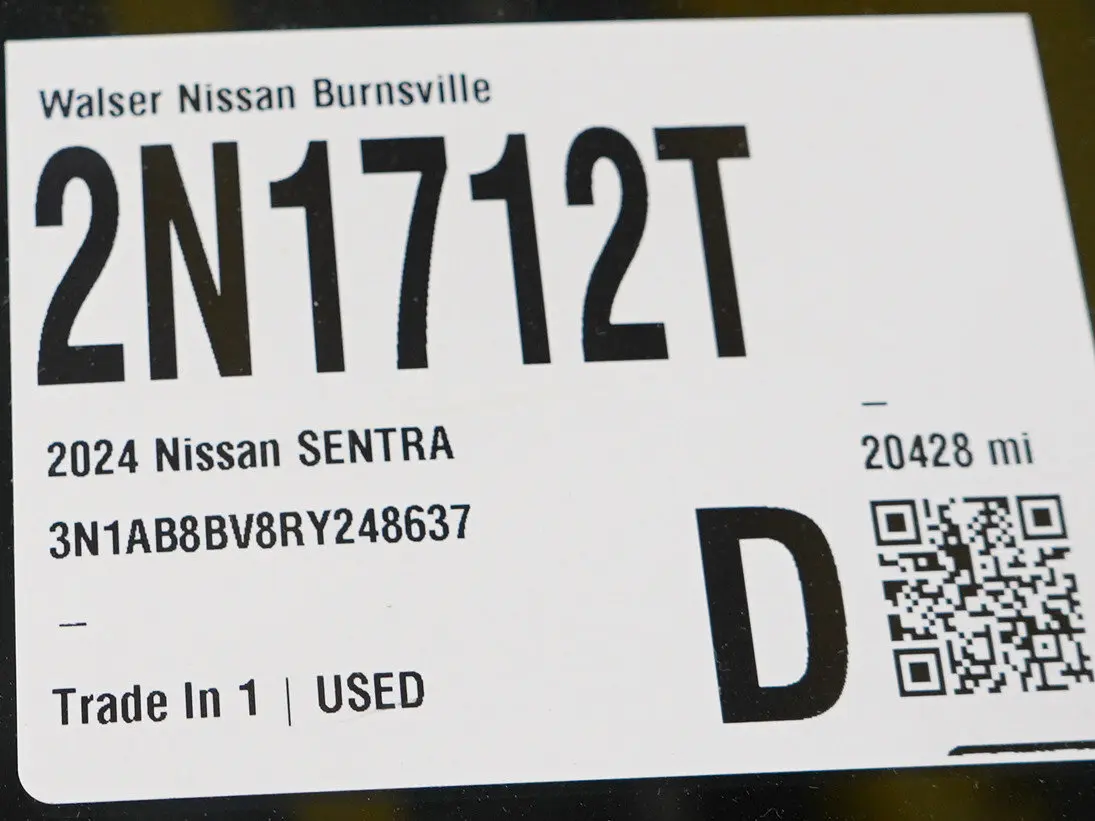 Walser Nissan Burnsville
2N1712T
2024 Nissan SENTRA
3N1AB8BV8RY248637
–
Trade In 1 | USED
–
20428 mi
D